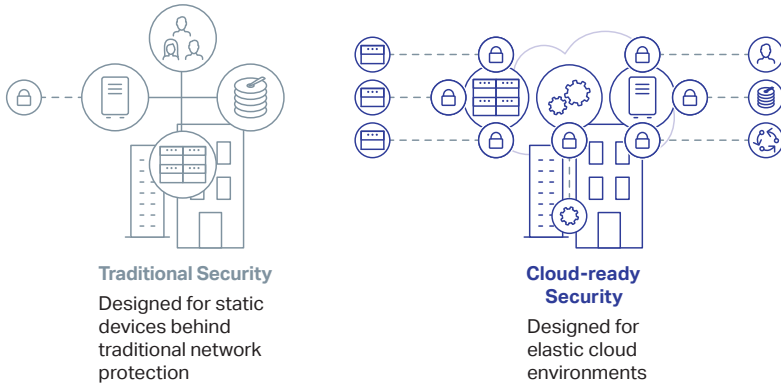 Traditional Security
Designed for static
devices behind
traditional network
protection
Cloud-ready
Security
Designed for
elastic cloud
environments